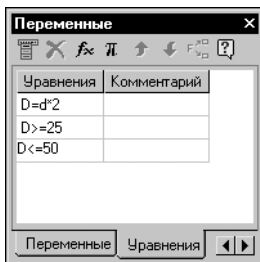 Переменные
Уравнения Комментарий
D=d*2
D>=25
D<=50
Переменные Уравнения